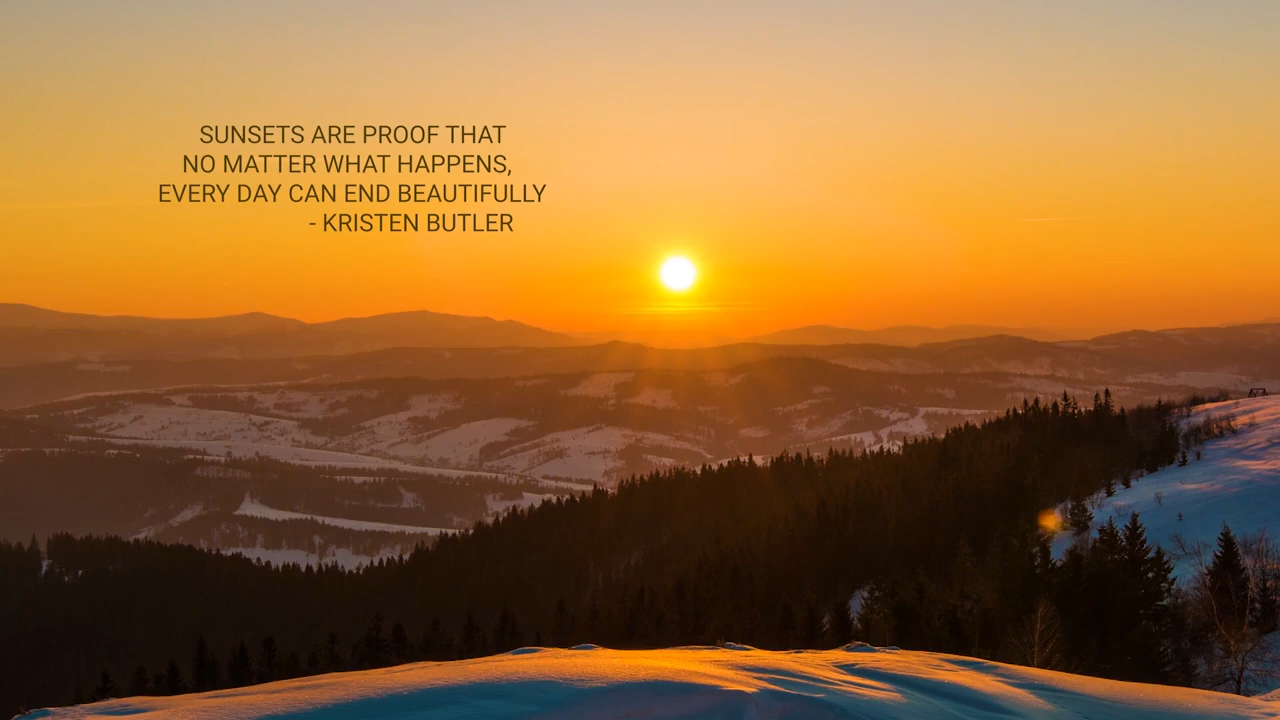 SUNSETS ARE PROOF THAT
NO MATTER WHAT HAPPENS,
EVERY DAY CAN END BEAUTIFULLY
- KRISTEN BUTLER